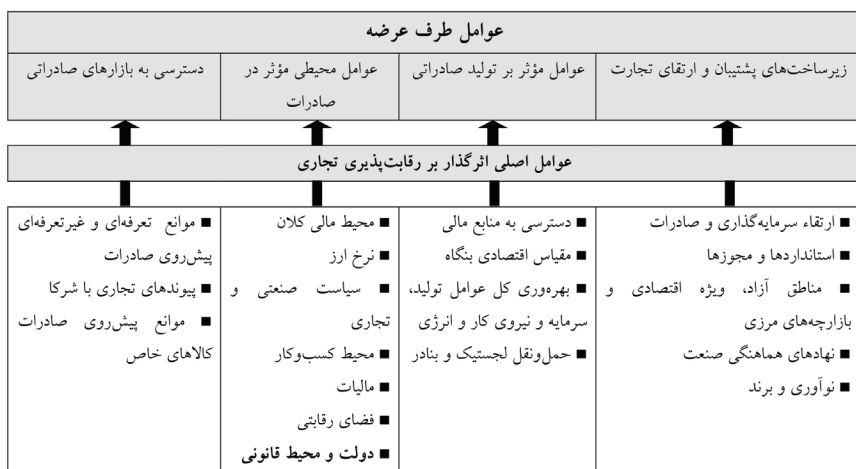 عوامل طرف عرضه
زیرساخت‌های پشتیبان و ارتقای تجارت
عوامل مؤثر بر تولید صادراتی
عوامل محیطی مؤثر در
صادرات
دسترسی به بازارهای صادراتی
عوامل اصلی اثرگذار بر رقابت‌پذیری تجاری
■ ارتقاء سرمایه‌گذاری و صادرات
■ استانداردها و مجوزها
■ مناطق آزاد، ویژه اقتصادی و
بازارچه‌های مرزی
■ نهادهای هماهنگی صنعت
■ نوآوری و برند
■ دسترسی به منابع مالی
■ مقیاس اقتصادی بنگاه
■ بهره‌وری کل عوامل تولید،
سرمایه و نیروی کار و انرژی
■ حمل‌ونقل لجستیک و بنادر
■ محیط مالی کلان
■ نرخ ارز
■ سیاست صنعتی و
تجاری
■ محیط کسب‌وکار
■ مالیات
■ فضای رقابتی
■ دولت و محیط قانونی
■ موانع تعرفه‌ای و غیرتعرفه‌ای
پیش‌روی صادرات
■ پیوندهای تجاری با شرکا
■ موانع پیش‌روی صادرات
کالاهای خاص